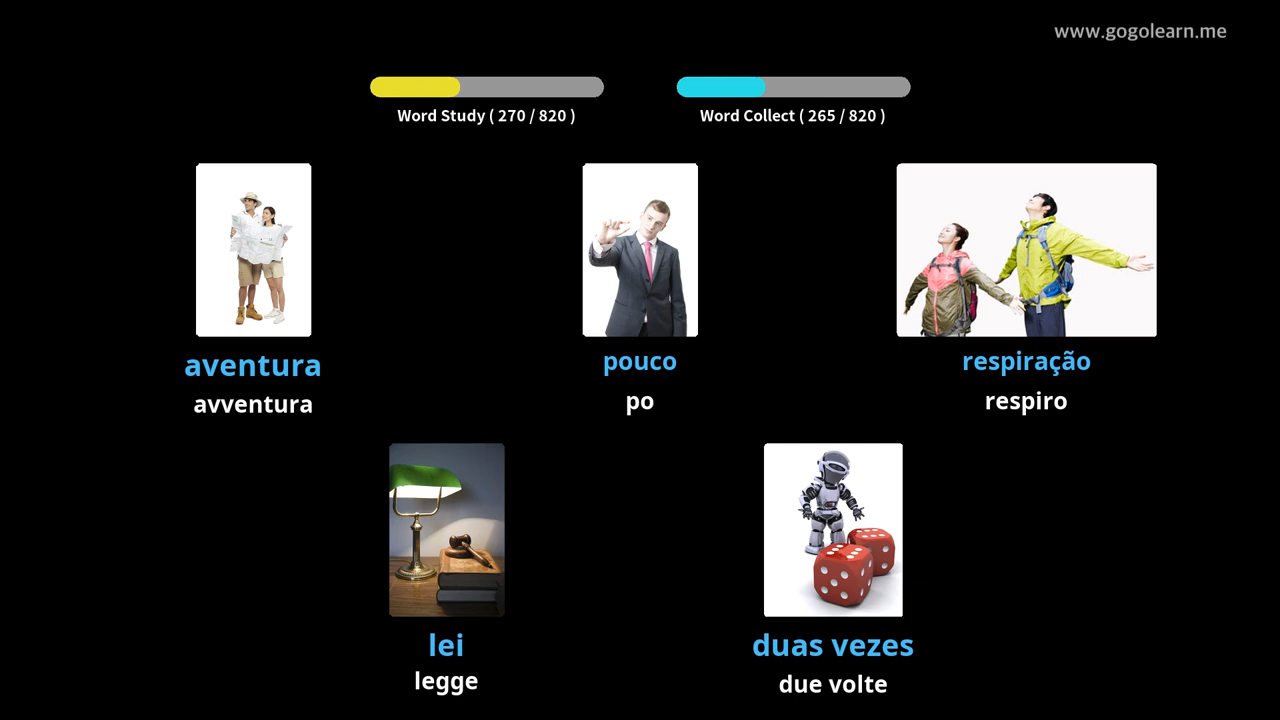 www.gogolearn.me
Word Study ( 270 / 820 )
Word Collect ( 265 / 820 )
aventura
avventura
pouco
po
respiração
respiro
lei
legge
duas vezes
due volte